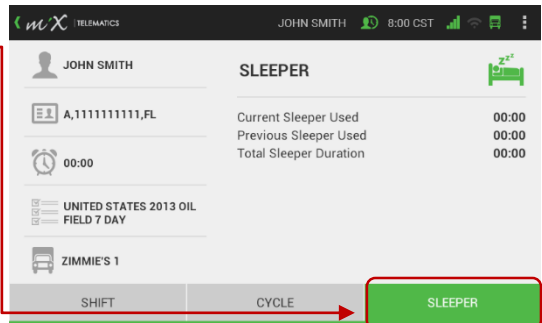 miX TELEMATICS JOHN SMITH 8:00 CST
JOHN SMITH
A,1111111111,FL
00:00
UNITED STATES 2013 OIL
FIELD 7 DAY
ZIMMIE'S 1
SLEEPER
zzz
Current Sleeper Used 00:00
Previous Sleeper Used 00:00
Total Sleeper Duration 00:00
SHIFT CYCLE SLEEPER